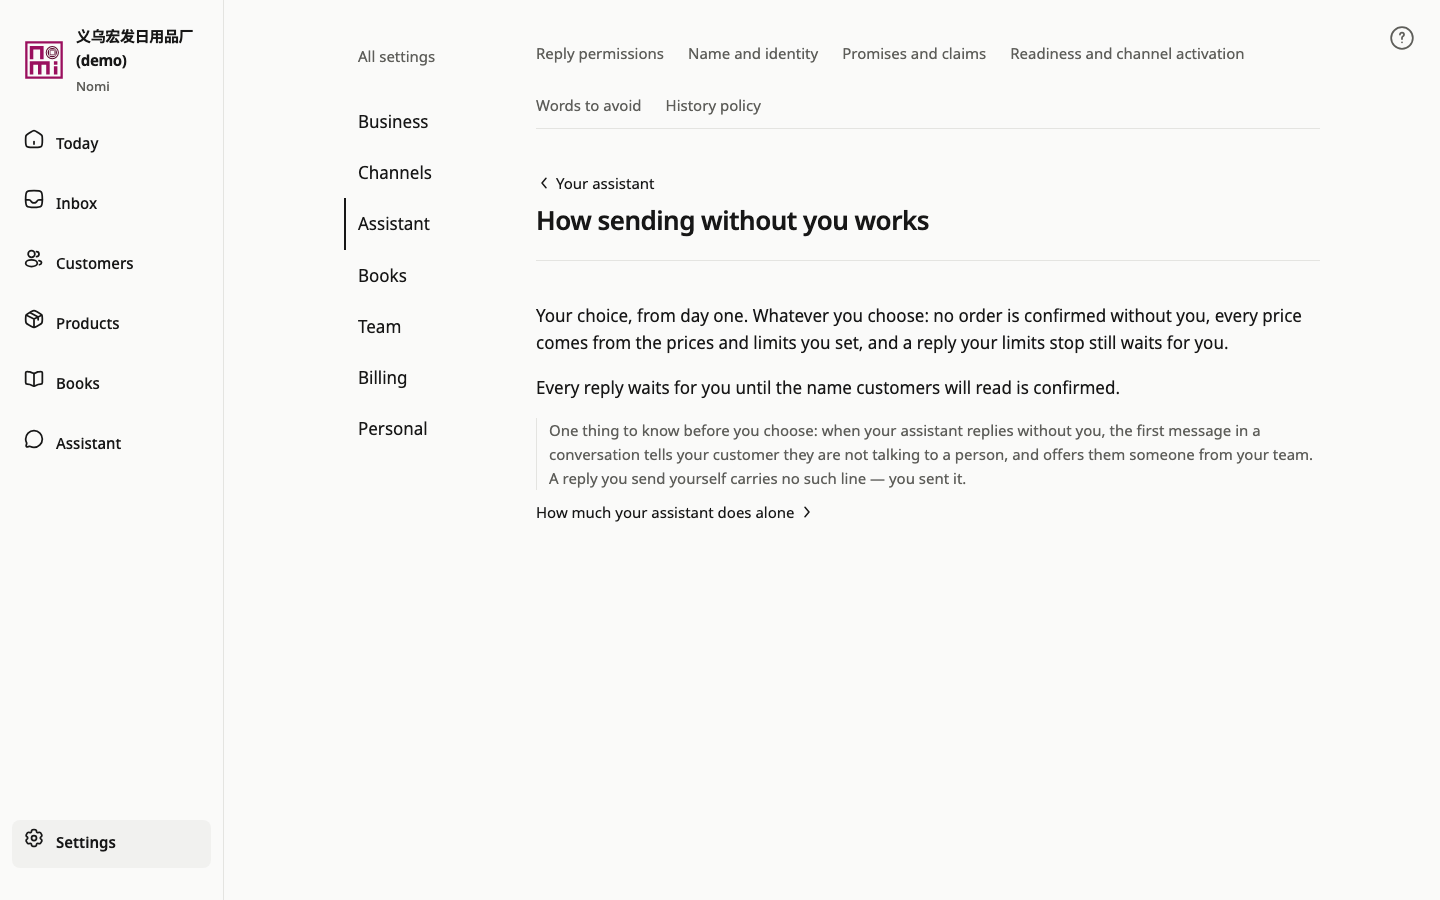 义乌宏发日用品厂
(demo)
Nomi
Today
Inbox
Customers
Products
Books
Assistant
Settings
All settings
Business
Channels
Assistant
Books
Team
Billing
Personal
Reply permissions
Name and identity
Promises and claims
Readiness and channel activation
Words to avoid
History policy
Your assistant
How sending without you works
Your choice, from day one. Whatever you choose: no order is confirmed without you, every price
comes from the prices and limits you set, and a reply your limits stop still waits for you.
Every reply waits for you until the name customers will read is confirmed.
One thing to know before you choose: when your assistant replies without you, the first message in a
conversation tells your customer they are not talking to a person, and offers them someone from your team.
A reply you send yourself carries no such line — you sent it.
How much your assistant does alone